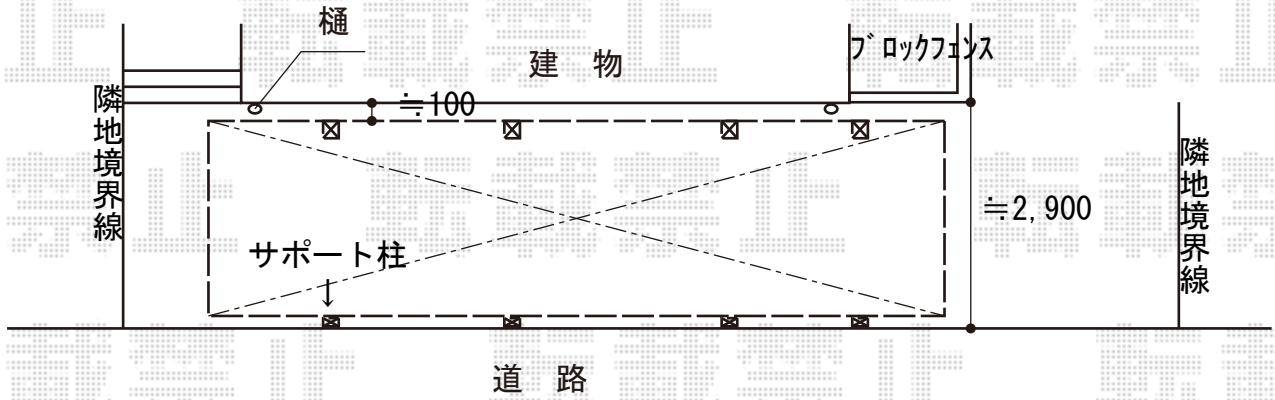 樋
建 物
ブロックフェンス
≒100
隣地境界線
隣地境界線
≒2,900
サポート柱
↓
道 路